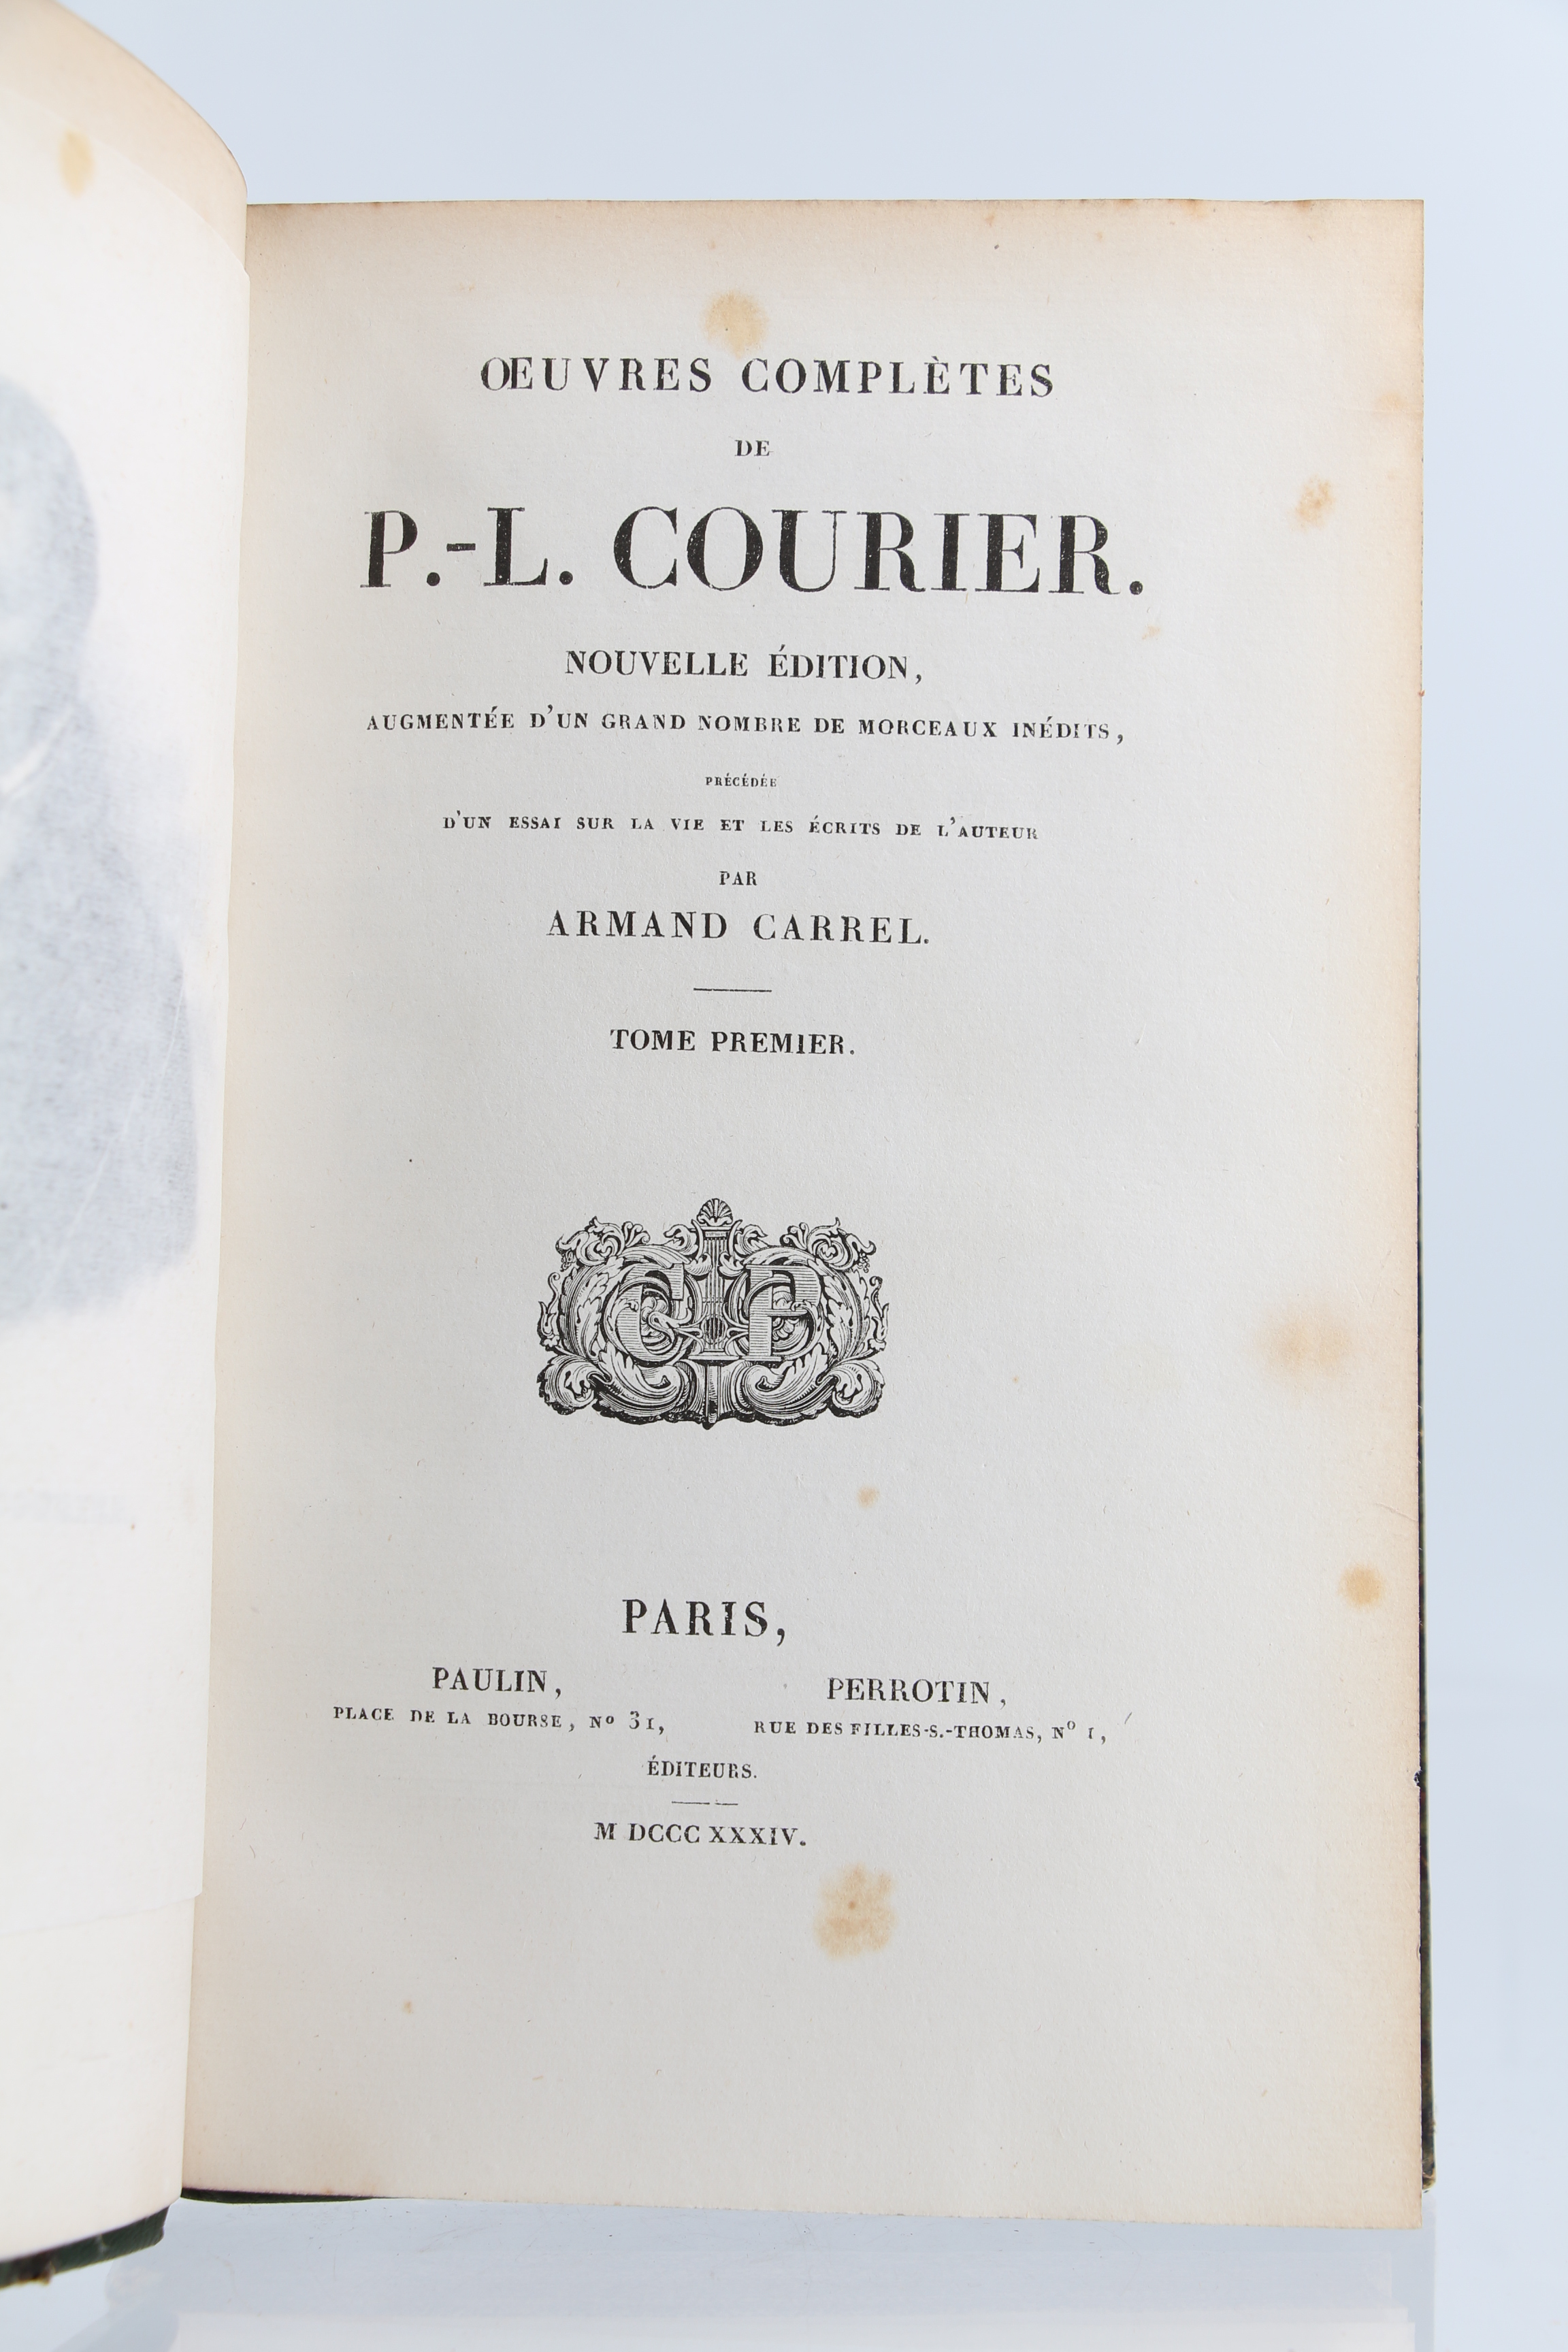 OEUVRES COMPLÈTES
DE
P.-L. COURIER.
NOUVELLE ÉDITION,
AUGMENTÉE D'UN GRAND NOMBRE DE MORCEAUX INÉDITS,
PRÉCÉDÉE
D'UN ESSAI SUR LA VIE ET LES ÉCRITS DE L'AUTEUR
PAR
ARMAND CARREL.
TOME PREMIER.
C P
PARIS,
PAULIN,
PLACE DE LA BOURSE, Nº 31,
PERROTIN,
RUE DES FILLES-S.-THOMAS, Nº 1,
ÉDITEURS.
M DCCC XXXIV.